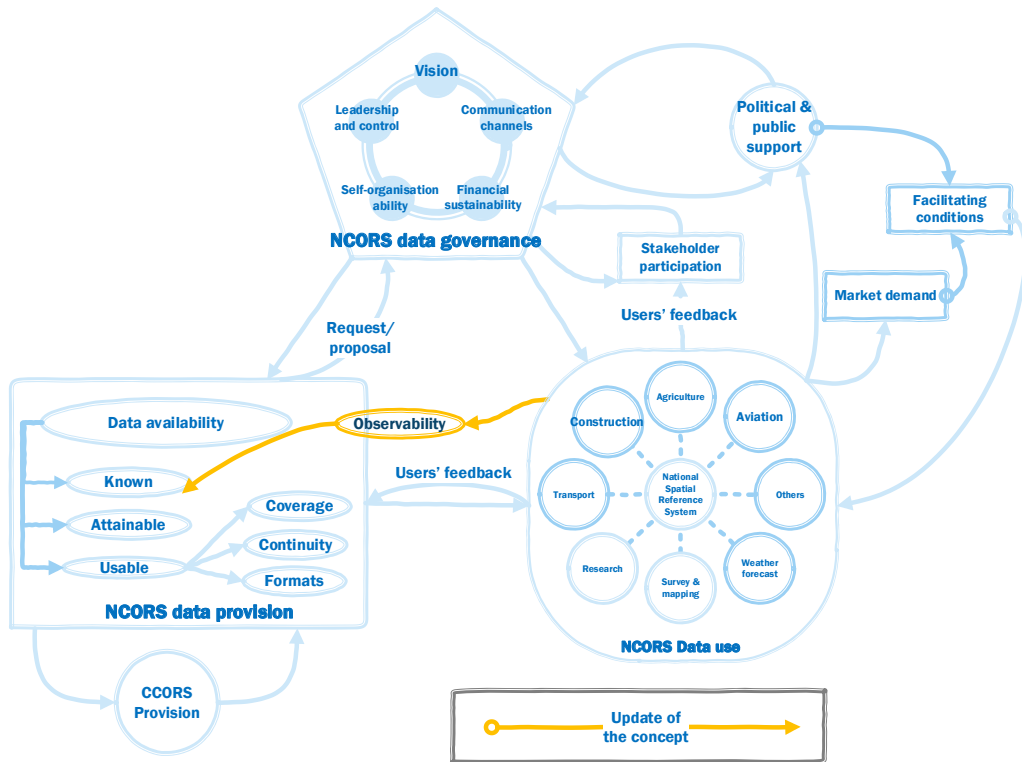 Vision
Leadership
and control
Communication
channels
Self-organisation
ability
Financial
sustainability
NCORS data governance
Political &
public
support
Facilitating
conditions
Stakeholder
participation
Market demand
Users’ feedback
Request/
proposal
Data availability
Observability
Known
Attainable
Usable
Coverage
Continuity
Formats
NCORS data provision
Users’ feedback
Agriculture
Construction
Aviation
Transport
National
Spatial
Reference
System
Others
Research
Survey &
mapping
Weather
forecast
NCORS Data use
CCORS
Provision
Update of
the concept